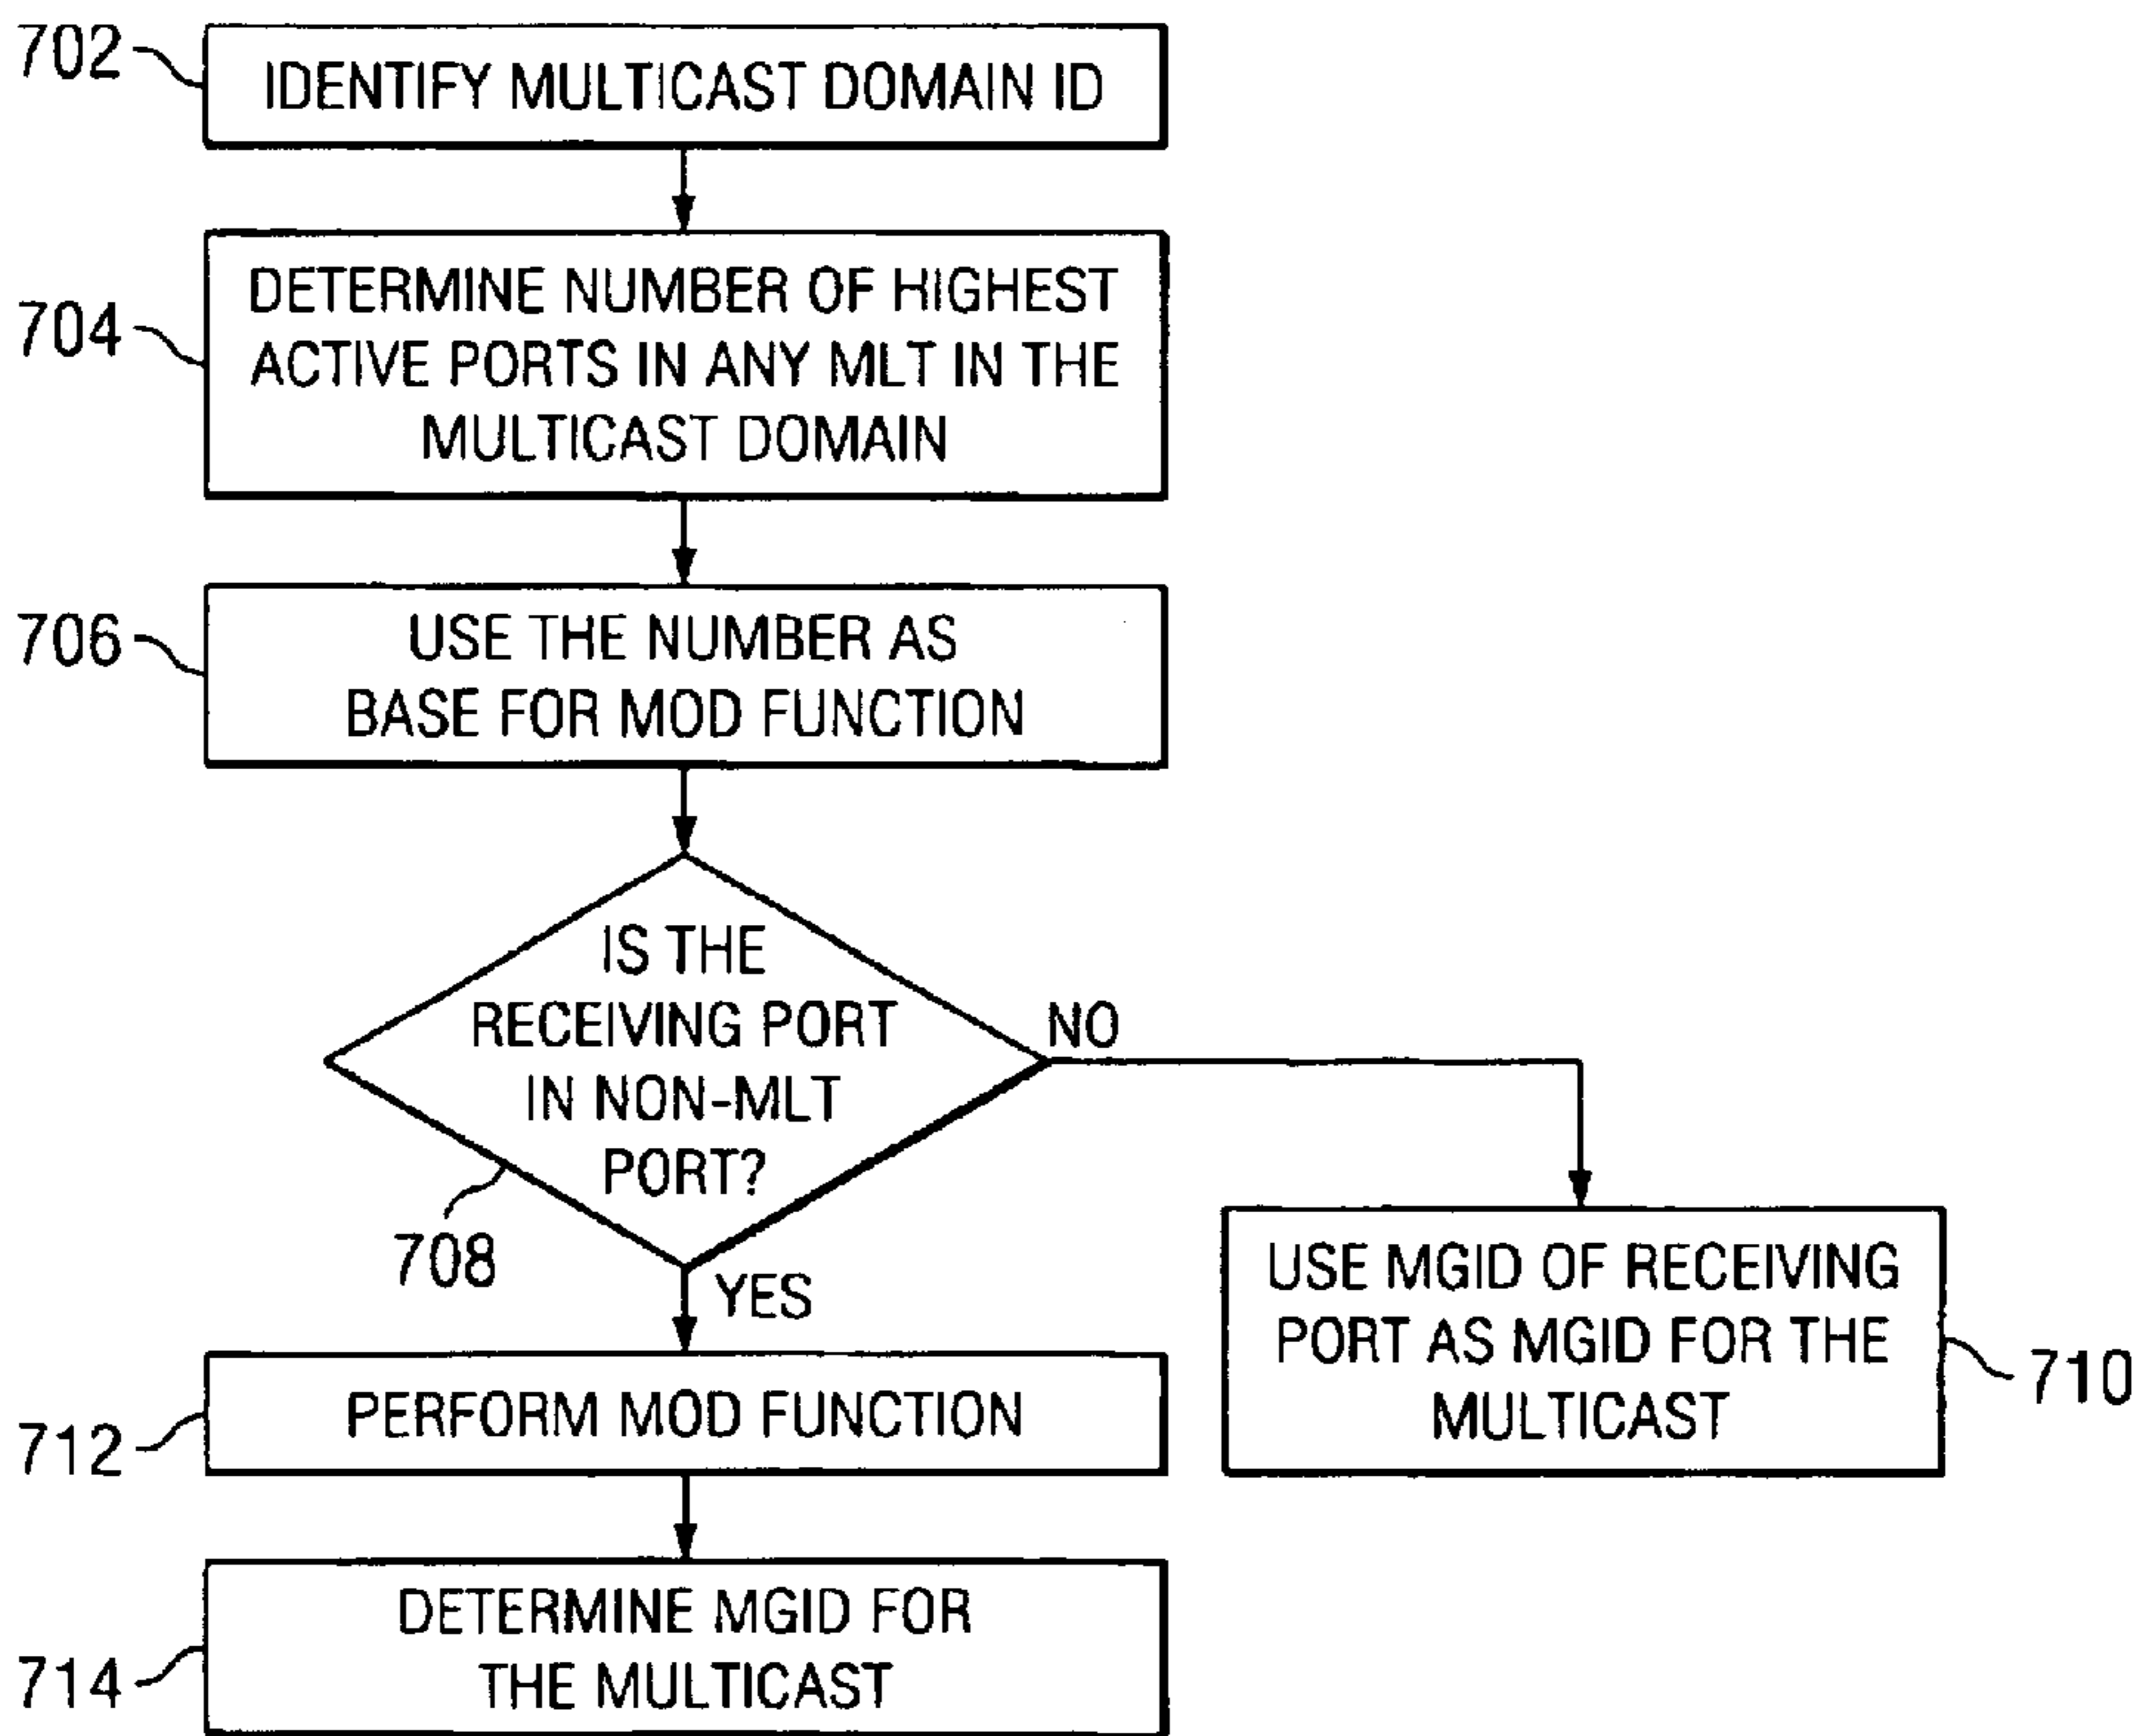 702
IDENTIFY MULTICAST DOMAIN ID
704
DETERMINE NUMBER OF HIGHEST
ACTIVE PORTS IN ANY MLT IN THE
MULTICAST DOMAIN
706
USE THE NUMBER AS
BASE FOR MOD FUNCTION
IS THE
RECEIVING PORT
IN NON-MLT
PORT?
708
NO
YES
USE MGID OF RECEIVING
PORT AS MGID FOR THE
MULTICAST
710
712
PERFORM MOD FUNCTION
714
DETERMINE MGID FOR
THE MULTICAST